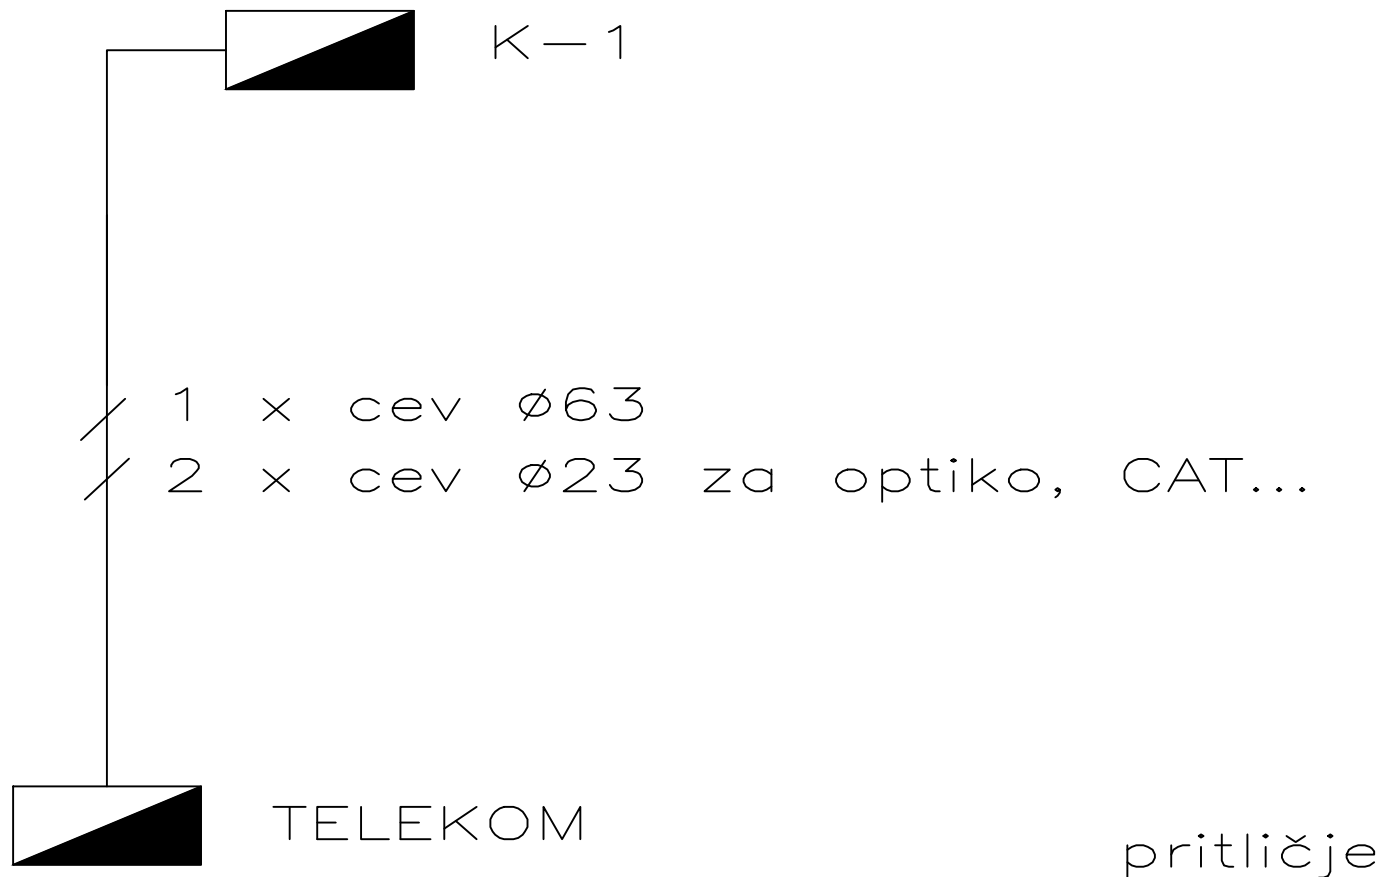 K-1
1 x cev ø63
2 x cev ø23 za optiko, CAT...
TELEKOM
pritličje